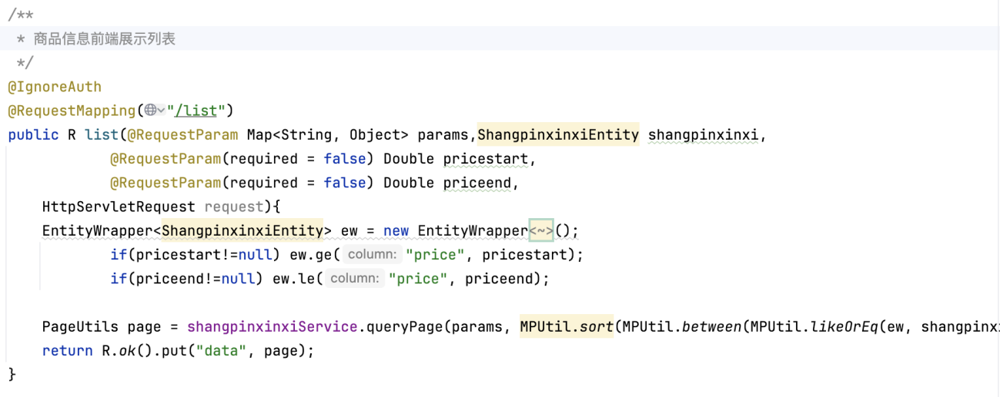 /**
 * 商品信息前端展示列表
 */
@IgnoreAuth
@RequestMapping("/list")
public R list(@RequestParam Map<String, Object> params,ShangpinxinxiEntity shangpinxinxi,
            @RequestParam(required = false) Double pricestart,
            @RequestParam(required = false) Double priceend,
    HttpServletRequest request){
    EntityWrapper<ShangpinxinxiEntity> ew = new EntityWrapper<~>();
            if(pricestart!=null) ew.ge( column: "price", pricestart);
            if(priceend!=null) ew.le( column: "price", priceend);
    PageUtils page = shangpinxinxiService.queryPage(params, MPUtil.sort(MPUtil.between(MPUtil.likeOrEq(ew, shangpinxi
    return R.ok().put("data", page);
}